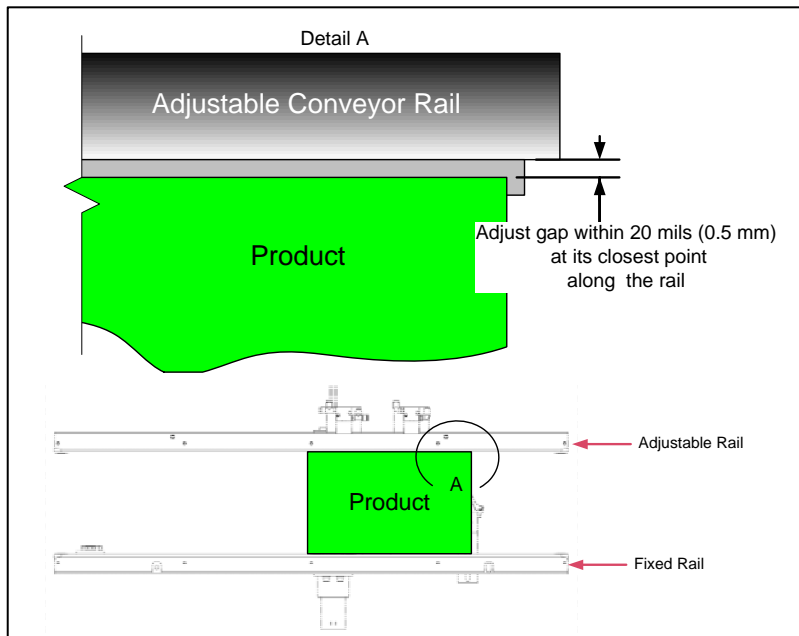 Detail A
Adjustable Conveyor Rail
Adjust gap within 20 mils (0.5 mm)
at its closest point
along the rail
Product
Adjustable Rail
A
Product
Fixed Rail